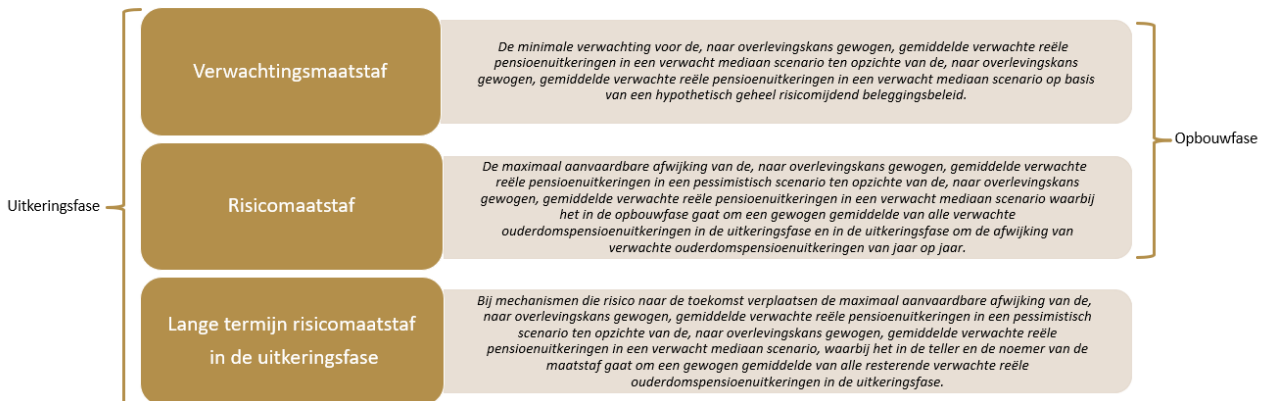 Uitkeringsfase
Verwachtingsmaatstaf
De minimale verwachting voor de, naar overlevingskans gewogen, gemiddelde verwachte reële
pensioenuitkeringen in een verwacht mediaan scenario ten opzichte van de, naar overlevingskans
gewogen, gemiddelde verwachte reële pensioenuitkeringen in een verwacht mediaan scenario op basis
van een hypothetisch geheel risicomijdend beleggingsbeleid.
Risicomaatstaf
De maximaal aanvaardbare afwijking van de, naar overlevingskans gewogen, gemiddelde verwachte
reële pensioenuitkeringen in een pessimistisch scenario ten opzichte van de, naar overlevingskans
gewogen, gemiddelde verwachte reële pensioenuitkeringen in een verwacht mediaan scenario waarbij
het in de opbouwfase gaat om een gewogen gemiddelde van alle verwachte
ouderdomspensioenuitkeringen in de uitkeringsfase en in de uitkeringsfase om de afwijking van
verwachte ouderdomspensioenuitkeringen van jaar op jaar.
Opbouwfase
Lange termijn risicomaatstaf
in de uitkeringsfase
Bij mechanismen die risico naar de toekomst verplaatsen de maximaal aanvaardbare afwijking van de,
naar overlevingskans gewogen, gemiddelde verwachte reële pensioenuitkeringen in een pessimistisch
scenario ten opzichte van de, naar overlevingskans gewogen, gemiddelde verwachte reële
pensioenuitkeringen in een verwacht mediaan scenario, waarbij het in de teller en de noemer van de
maatstaf gaat om een gewogen gemiddelde van alle resterende verwachte reële
ouderdomspensioenuitkeringen in de uitkeringsfase.